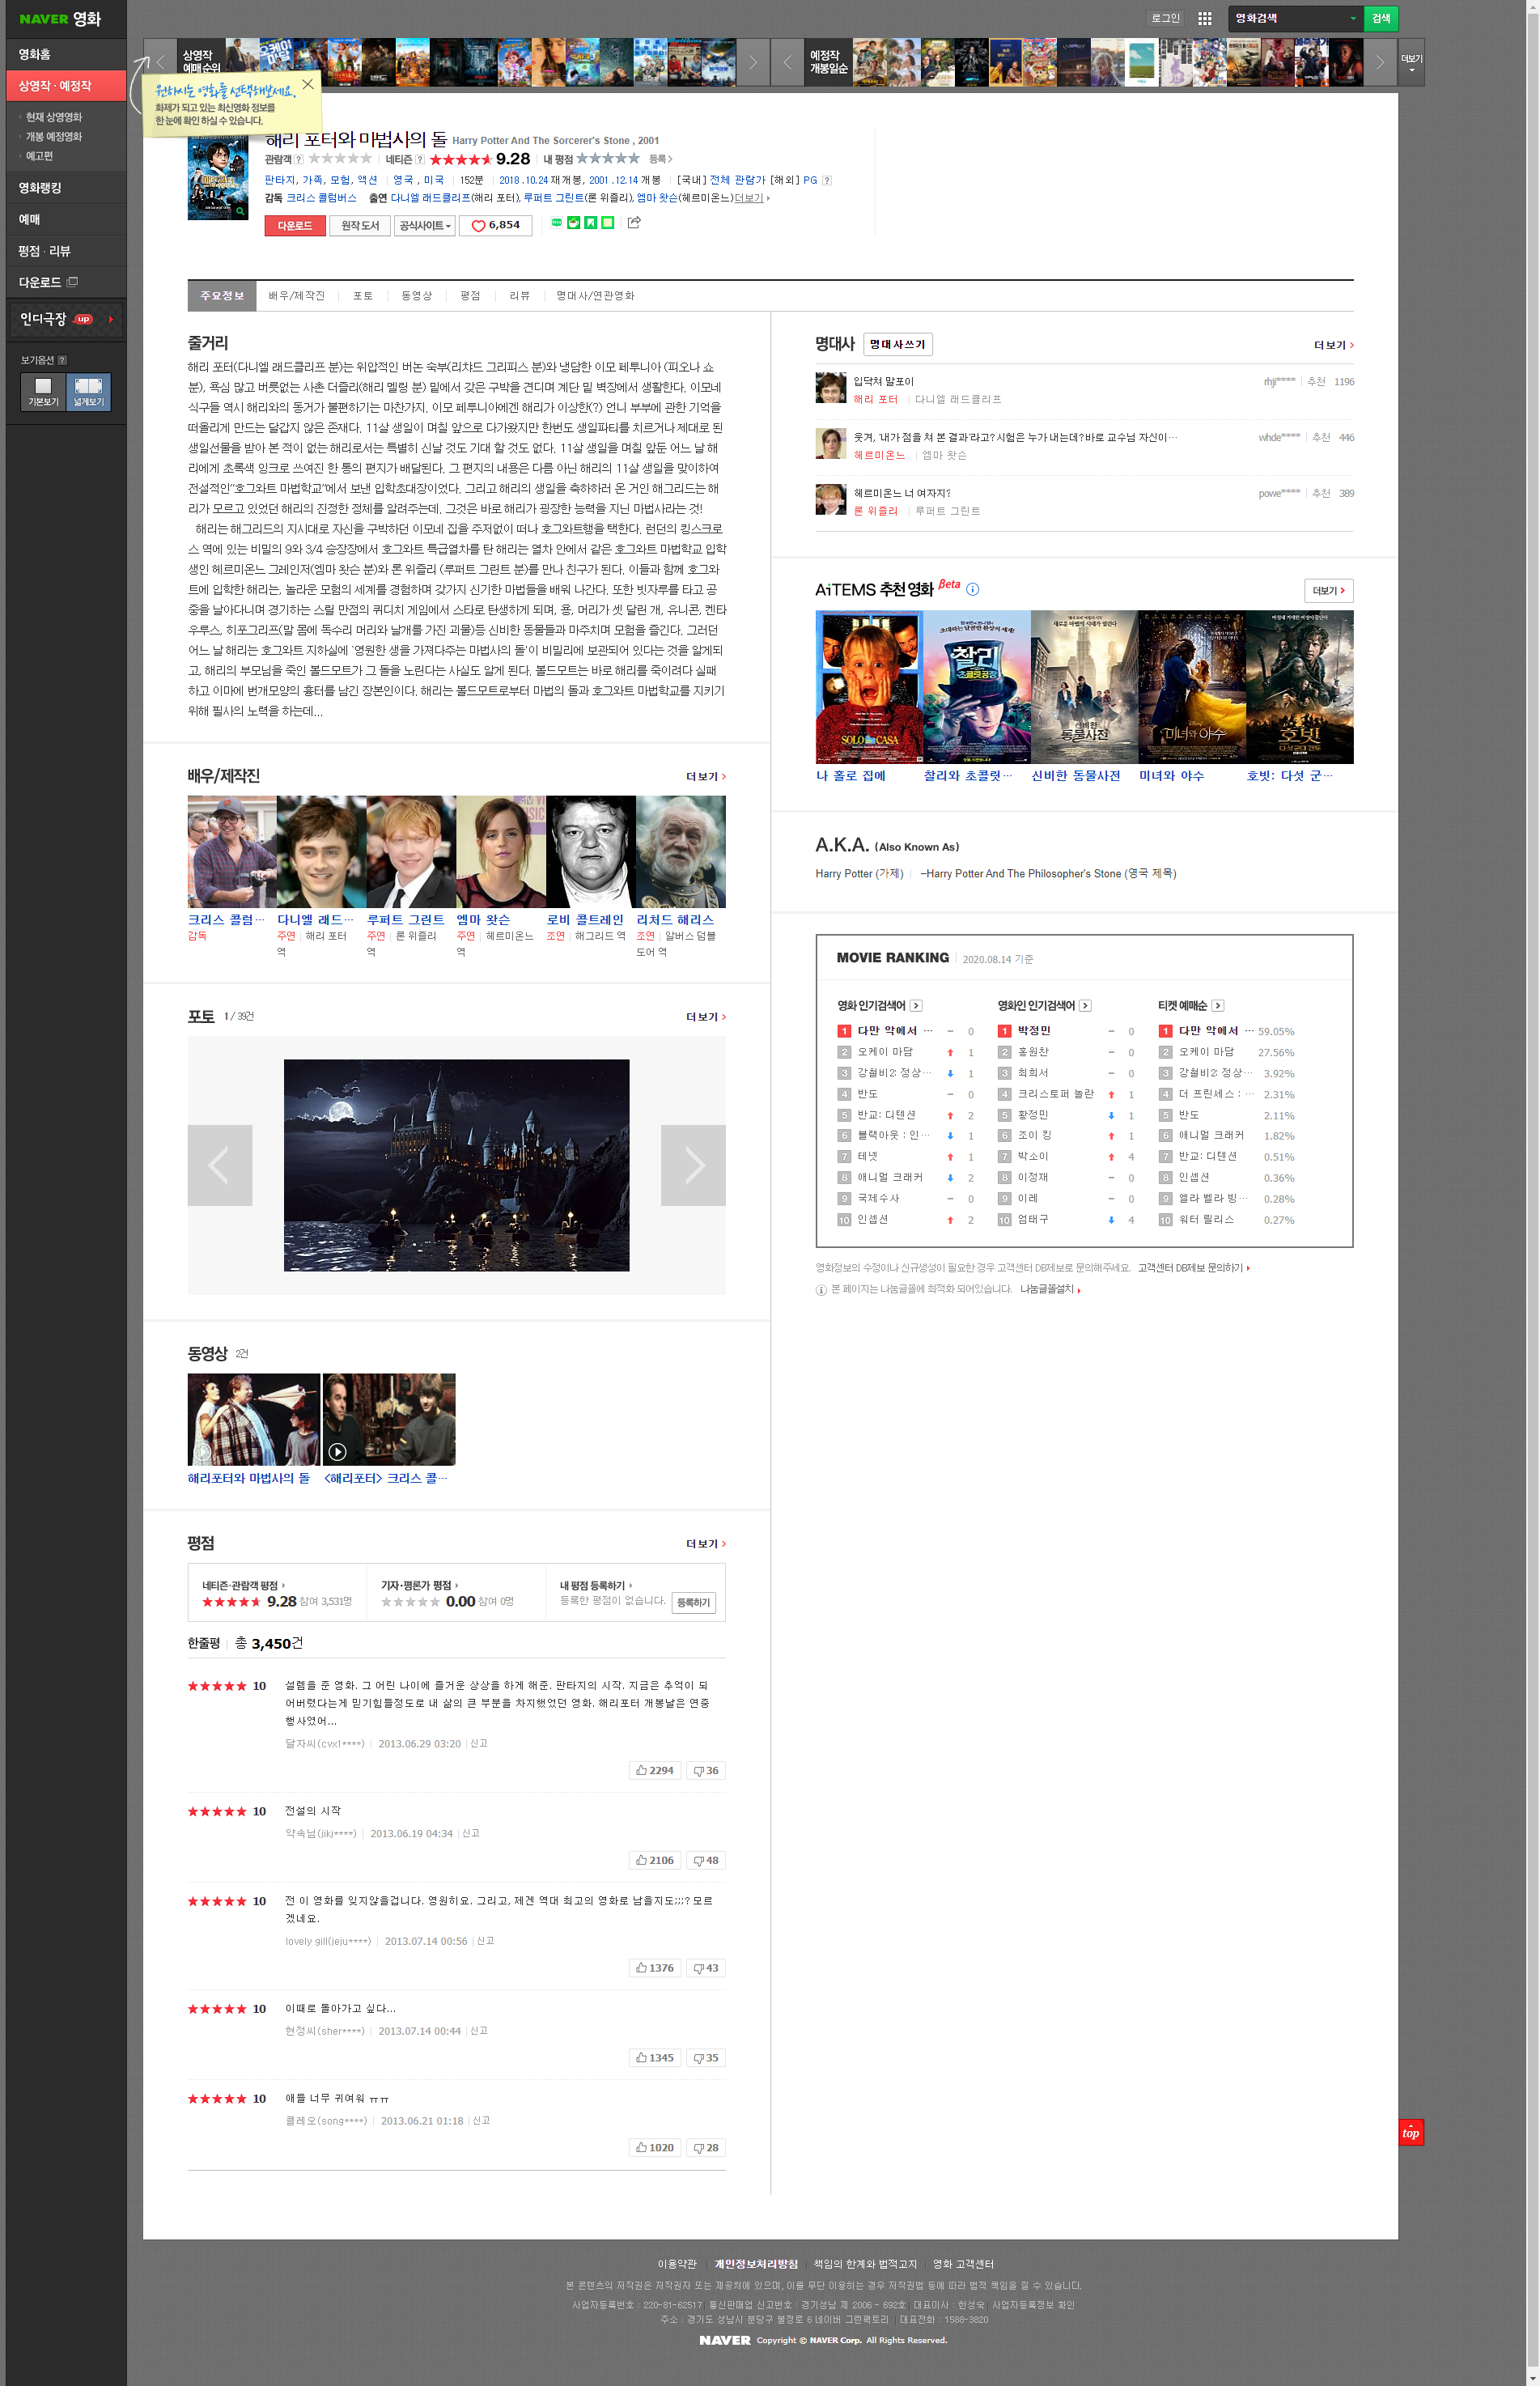 NAVER 영화
로그인
영화검색
검색
영화홈
상영작 · 예정작
현재 상영영화
개봉 예정영화
예고편
영화랭킹
예매
평점 · 리뷰
다운로드
인디극장 up
보기옵션 ?
기본보기 넓게보기
상영작
예매순위
예정작
개봉일순
더보기
원하시는 영화를 선택해보세요.
화제가 되고 있는 최신영화 정보를
한 눈에 확인 하실 수 있습니다.
해리 포터와 마법사의 돌 Harry Potter And The Sorcerer's Stone , 2001
관람객 ? 네티즌 ? 9.28 내 평점 등록
판타지, 가족, 모험, 액션 영국 , 미국 152분 2018 .10.24 재개봉, 2001 .12.14 개봉 [국내] 전체 관람가 [해외] PG ?
감독 크리스 콜럼버스 출연 다니엘 래드클리프(해리 포터), 루퍼트 그린트(론 위즐리), 엠마 왓슨(헤르미온느) 더보기
다운로드 원작 도서 공식사이트 6,854
주요정보 배우/제작진 포토 동영상 평점 리뷰 명대사/연관영화
줄거리
해리 포터(다니엘 래드클리프 분)는 위압적인 버논 숙부(리챠드 그리피스 분)와 냉담한 이모 페투니아 (피오나 쇼
분), 욕심 많고 버릇없는 사촌 더즐리(해리 멜링 분) 밑에서 갖은 구박을 견디며 계단 밑 벽장에서 생활한다. 이모네
식구들 역시 해리와의 동거가 불편하기는 마찬가지. 이모 페투니아에겐 해리가 이상한(?) 언니 부부에 관한 기억을
떠올리게 만드는 달갑지 않은 존재다. 11살 생일이 며칠 앞으로 다가왔지만 한번도 생일파티를 치르거나 제대로 된
생일선물을 받아 본 적이 없는 해리로서는 특별히 신날 것도 기대 할 것도 없다. 11살 생일을 며칠 앞둔 어느 날 해
리에게 초록색 잉크로 쓰여진 한 통의 편지가 배달된다. 그 편지의 내용은 다름 아닌 해리의 11살 생일을 맞이하여
전설적인"호그와트 마법학교"에서 보낸 입학초대장이었다. 그리고 해리의 생일을 축하하러 온 거인 해그리드는 해
리가 모르고 있었던 해리의 진정한 정체를 알려주는데. 그것은 바로 해리가 굉장한 능력을 지닌 마법사라는 것!
해리는 해그리드의 지시대로 자신을 구박하던 이모네 집을 주저없이 떠나 호그와트행을 택한다. 런던의 킹스크로
스 역에 있는 비밀의 9와 3/4 승장장에서 호그와트 특급열차를 탄 해리는 열차 안에서 같은 호그와트 마법학교 입학
생인 헤르미온느 그레인저(엠마 왓슨 분)와 론 위즐리 (루퍼트 그린트 분)를 만나 친구가 된다. 이들과 함께 호그와
트에 입학한 해리는, 놀라운 모험의 세계를 경험하며 갖가지 신기한 마법들을 배워 나간다. 또한 빗자루를 타고 공
중을 날아다니며 경기하는 스릴 만점의 퀴디치 게임에서 스타로 탄생하게 되며, 용, 머리가 셋 달린 개, 유니콘, 켄타
우루스, 히포그리프(말 몸에 독수리 머리와 날개를 가진 괴물)등 신비한 동물들과 마주치며 모험을 즐긴다. 그러던
어느 날 해리는 호그와트 지하실에 '영원한 생을 가져다주는 마법사의 돌'이 비밀리에 보관되어 있다는 것을 알게되
고, 해리의 부모님을 죽인 볼드모트가 그 돌을 노린다는 사실도 알게 된다. 볼드모트는 바로 해리를 죽이려다 실패
하고 이마에 번개모양의 흉터를 남긴 장본인이다. 해리는 볼드모트로부터 마법의 돌과 호그와트 마법학교를 지키기
위해 필사의 노력을 하는데...
배우/제작진 더보기
크리스 콜럼··· 다니엘 래드··· 루퍼트 그린트 엠마 왓슨 로비 콜트레인 리처드 해리스
감독 주연 해리 포터 주연 론 위즐리 주연 헤르미온느 조연 해그리드 역 조연 알버스 덤블
역 역 역 도어 역
포토 1 / 39건 더보기
동영상 2건
해리포터와 마법사의 돌 <해리포터> 크리스 콜···
평점 더보기
네티즌·관람객 평점 기자·평론가 평점 내 평점 등록하기
9.28 참여 3,531명 0.00 참여 0명 등록한 평점이 없습니다. 등록하기
한줄평 총 3,450건
10 설렘을 준 영화. 그 어린 나이에 즐거운 상상을 하게 해준. 판타지의 시작. 지금은 추억이 되
어버렸다는게 믿기힘들정도로 내 삶의 큰 부분을 차지했었던 영화. 해리포터 개봉날은 연중
행사였어...
달자씨(cvx1****) 2013.06.29 03:20 신고
2294 36
10 전설의 시작
약속넘(jikj****) 2013.06.19 04:34 신고
2106 48
10 전 이 영화를 잊지않을겁니다. 영원히요. 그리고, 제겐 역대 최고의 영화로 남을지도;;;? 모르
겠네요.
lovely gill(jeju****) 2013.07.14 00:56 신고
1376 43
10 이때로 돌아가고 싶다...
현정씨(sher****) 2013.07.14 00:44 신고
1345 35
10 애들 너무 귀여워 ㅠㅠ
클레오(song****) 2013.06.21 01:18 신고
1020 28
명대사 명대사쓰기 더보기
입닥쳐 말포이 rhji**** 추천 1196
해리 포터 다니엘 래드클리프
웃겨, '내가 점을 쳐 본 결과'라고? 시험은 누가 내는데? 바로 교수님 자신이··· whde**** 추천 446
헤르미온느 엠마 왓슨
헤르미온느 너 여자지? powe**** 추천 389
론 위즐리 루퍼트 그린트
AiTEMS 추천 영화 Beta 더보기
SOLO CASA
찰리
초콜릿공장
신비한
동물사전
미녀와 야수
호빗
다섯 군대 전투
나 홀로 집에 찰리와 초콜릿··· 신비한 동물사전 미녀와 야수 호빗: 다섯 군···
A.K.A. (Also Known As)
Harry Potter (가제) -Harry Potter And The Philosopher's Stone (영국 제목)
MOVIE RANKING 2020.08.14 기준
영화 인기검색어
1 다만 악에서 ··· 0
2 오케이 마담 1
3 강철비2: 정상··· 1
4 반도 0
5 반교: 디텐션 2
6 블랙아웃 : 인··· 1
7 테넷 1
8 애니멀 크래커 2
9 국제수사 0
10 인셉션 2
영화인 인기검색어
1 박정민 0
2 홍원찬 0
3 최희서 0
4 크리스토퍼 놀란 1
5 황정민 1
6 조이 킹 1
7 박소이 4
8 이정재 0
9 이레 0
10 엄태구 4
티켓 예매순
1 다만 악에서 ··· 59.05%
2 오케이 마담 27.56%
3 강철비2: 정상··· 3.92%
4 더 프린세스 : ··· 2.31%
5 반도 2.11%
6 애니멀 크래커 1.82%
7 반교: 디텐션 0.51%
8 인셉션 0.36%
9 엘라 벨라 빙··· 0.28%
10 워터 릴리스 0.27%
영화정보의 수정이나 신규생성이 필요한 경우 고객센터 DB제보로 문의해주세요. 고객센터 DB제보 문의하기
본 페이지는 나눔글꼴에 최적화 되어있습니다. 나눔글꼴설치
top
이용약관 개인정보처리방침 책임의 한계와 법적고지 영화 고객센터
본 콘텐츠의 저작권은 저작권자 또는 제공처에 있으며, 이를 무단 이용하는 경우 저작권법 등에 따라 법적 책임을 질 수 있습니다.
사업자등록번호 : 220-81-62517 통신판매업 신고번호 : 경기성남 제 2006 - 692호 대표이사 : 한성숙 사업자등록정보 확인
주소 : 경기도 성남시 분당구 불정로 6 네이버 그린팩토리 대표전화 : 1588-3820
NAVER Copyright © NAVER Corp. All Rights Reserved.